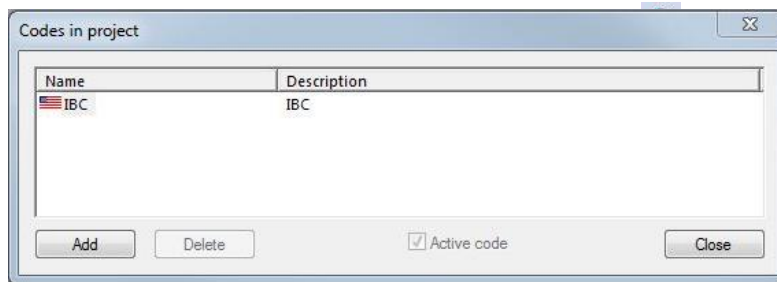 Codes in project
Name Description
IBC IBC
Add Delete Active code Close